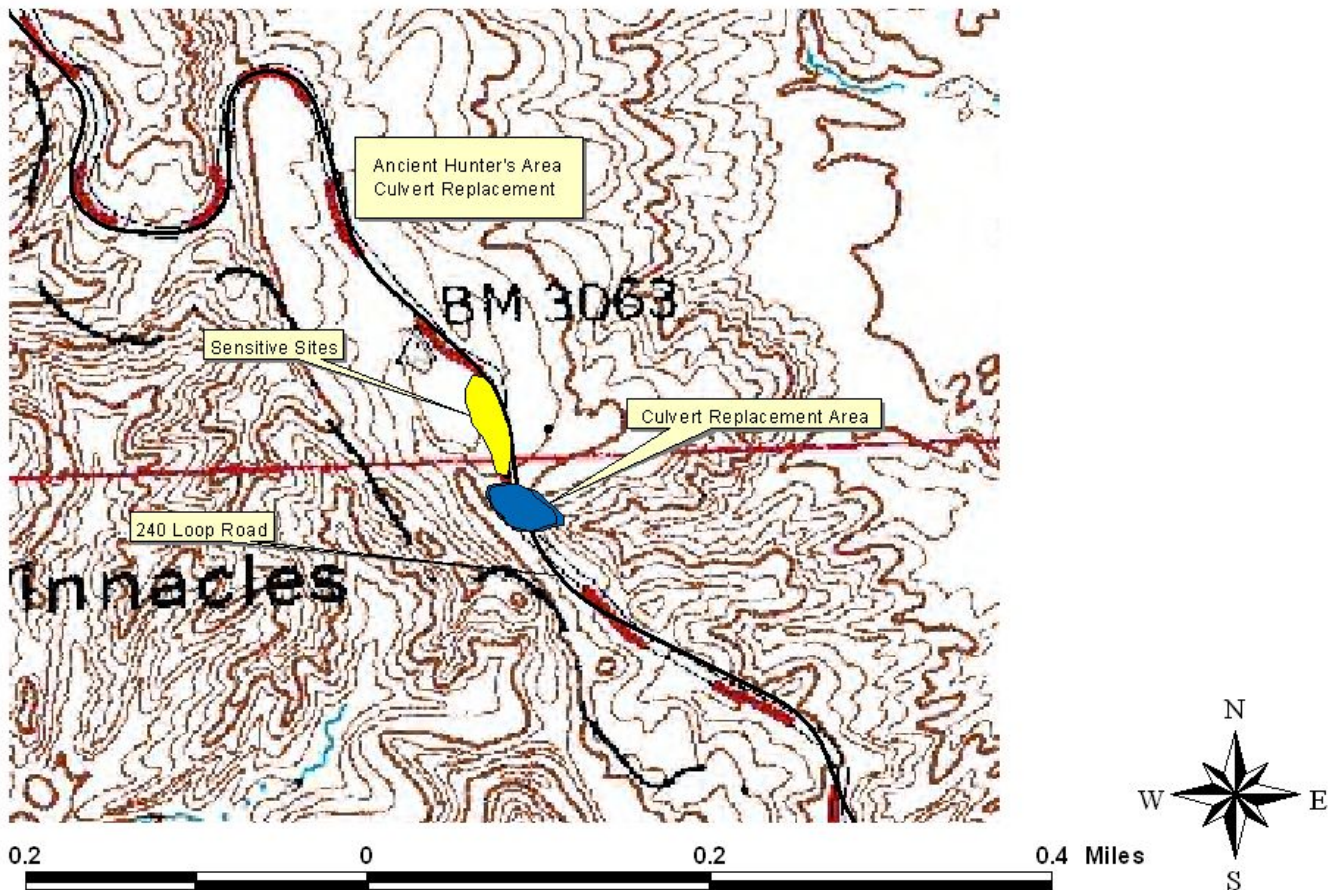 Ancient Hunter's Area
Culvert Replacement
BM 3063
Sensitive Sites
Culvert Replacement Area
28
240 Loop Road
innacles
N
W E
S
0.2 0 0.2 0.4 Miles